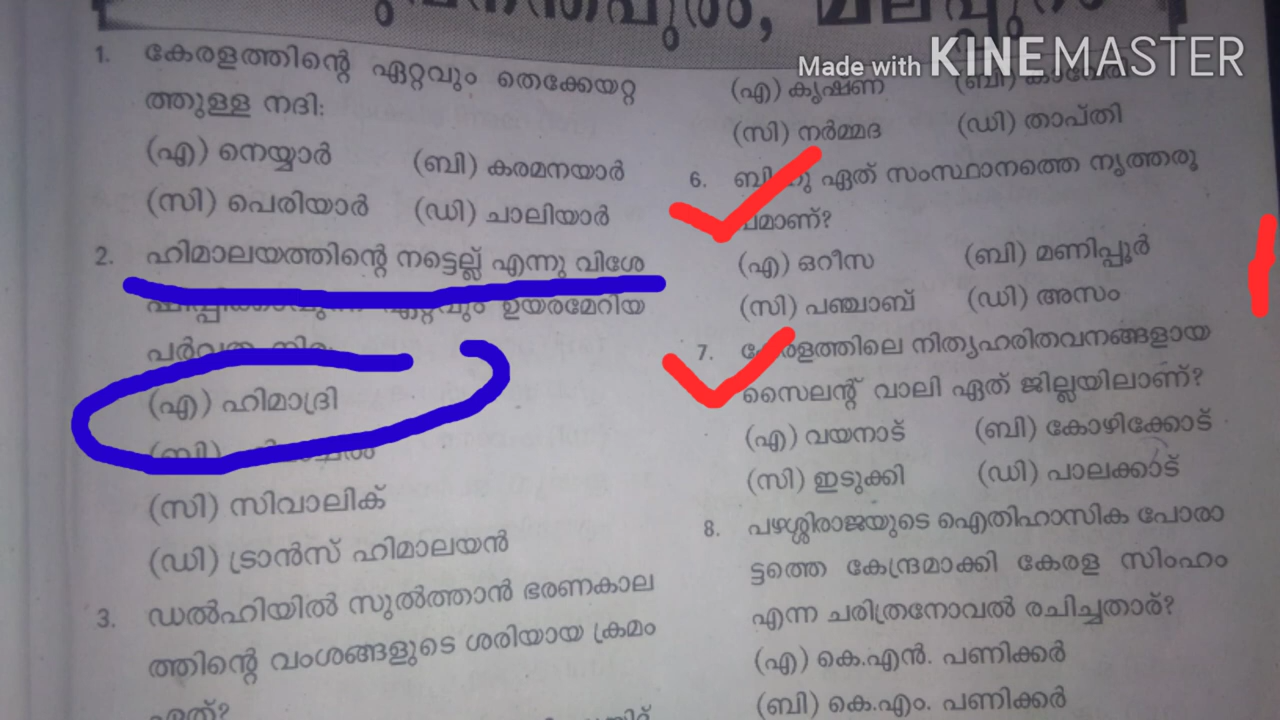 Made with KINEMASTER
1. കേരളത്തിന്റെ ഏറ്റവും തെക്കേയറ്റ
ത്തുള്ള നദി:
(എ) നെയ്യാർ (ബി) കരമനയാർ
(സി) പെരിയാർ (ഡി) ചാലിയാർ
2. ഹിമാലയത്തിന്റെ നട്ടെല്ല് എന്നു വിശേ
ഏറ്റവും ഉയരമേറിയ
പർവത
(എ) ഹിമാദ്രി
(ബി)
(സി) സിവാലിക്
(ഡി) ട്രാൻസ് ഹിമാലയൻ
3. ഡൽഹിയിൽ സുൽത്താൻ ഭരണകാല
ത്തിന്റെ വംശങ്ങളുടെ ശരിയായ ക്രമം
ഏത്?
(എ) കൃഷ്ണ (ബി)
(സി) നർമ്മദ (ഡി) താപ്തി
6. ഏത് സംസ്ഥാനത്തെ നൃത്തരൂ
പമാണ്?
(എ) ഒറീസ (ബി) മണിപ്പൂർ
(സി) പഞ്ചാബ് (ഡി) അസം
7. കേരളത്തിലെ നിത്യഹരിതവനങ്ങളായ
സൈലന്റ് വാലി ഏത് ജില്ലയിലാണ്?
(എ) വയനാട് (ബി) കോഴിക്കോട്
(സി) ഇടുക്കി (ഡി) പാലക്കാട്
8. പഴശ്ശിരാജയുടെ ഐതിഹാസിക പോരാ
ട്ടത്തെ കേന്ദ്രമാക്കി കേരള സിംഹം
എന്ന ചരിത്രനോവൽ രചിച്ചതാര്?
(എ) കെ.എൻ. പണിക്കർ
(ബി) കെ.എം. പണിക്കർ